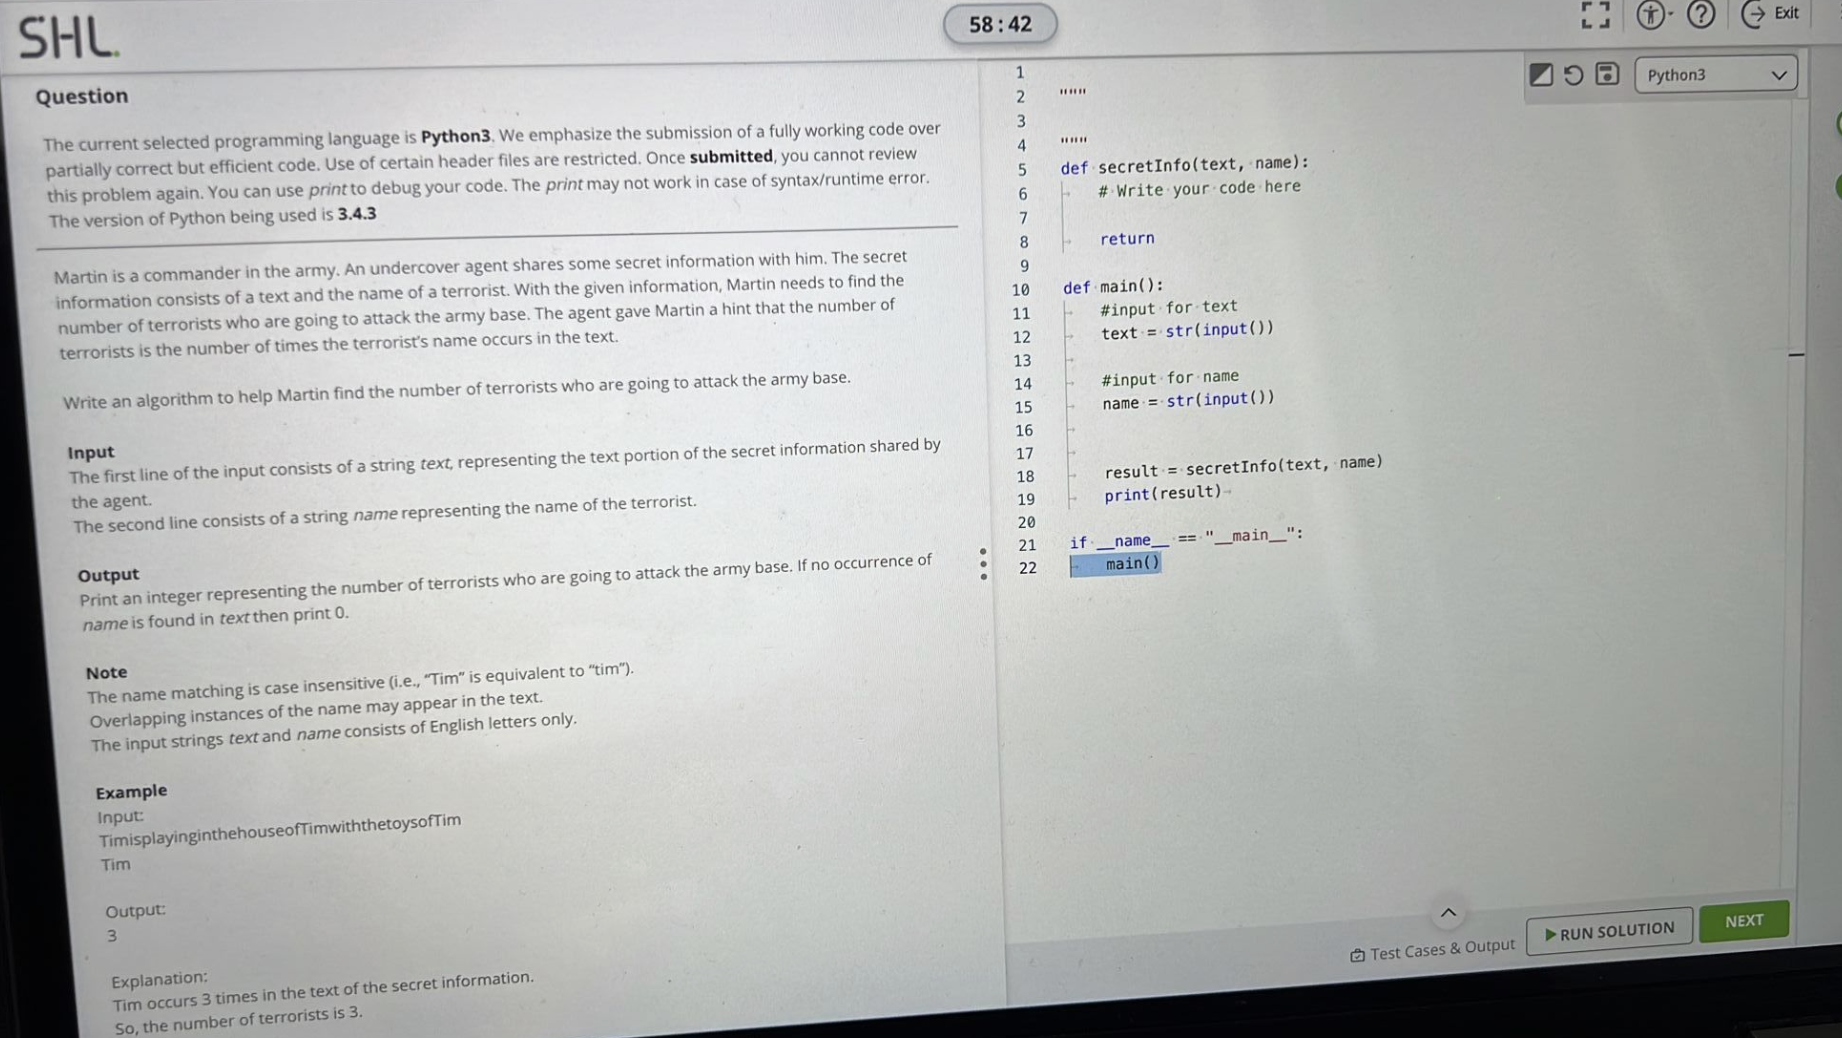 SHL.
58:42
Exit
Question
The current selected programming language is Python3. We emphasize the submission of a fully working code over
partially correct but efficient code. Use of certain header files are restricted. Once submitted, you cannot review
this problem again. You can use print to debug your code. The print may not work in case of syntax/runtime error.
The version of Python being used is 3.4.3
Martin is a commander in the army. An undercover agent shares some secret information with him. The secret
information consists of a text and the name of a terrorist. With the given information, Martin needs to find the
number of terrorists who are going to attack the army base. The agent gave Martin a hint that the number of
terrorists is the number of times the terrorist's name occurs in the text.
Write an algorithm to help Martin find the number of terrorists who are going to attack the army base.
Input
The first line of the input consists of a string text, representing the text portion of the secret information shared by
the agent.
The second line consists of a string name representing the name of the terrorist.
Output
Print an integer representing the number of terrorists who are going to attack the army base. If no occurrence of
name is found in text then print 0.
Note
The name matching is case insensitive (i.e., "Tim" is equivalent to "tim").
Overlapping instances of the name may appear in the text.
The input strings text and name consists of English letters only.
Example
Input:
TimisplayinginthehouseofTimwiththetoysofTim
Tim
Output:
3
Explanation:
Tim occurs 3 times in the text of the secret information.
So, the number of terrorists is 3.
Python3
1
2 """
3
4 """
5 def secretInfo(text, name):
6 # Write your code here
7
8 return
9
10 def main():
11 #input for text
12 text = str(input())
13
14 #input for name
15 name = str(input())
16
17
18 result = secretInfo(text, name)
19 print(result)
20
21 if __name__ == "__main__":
22 main()
Test Cases & Output
RUN SOLUTION
NEXT